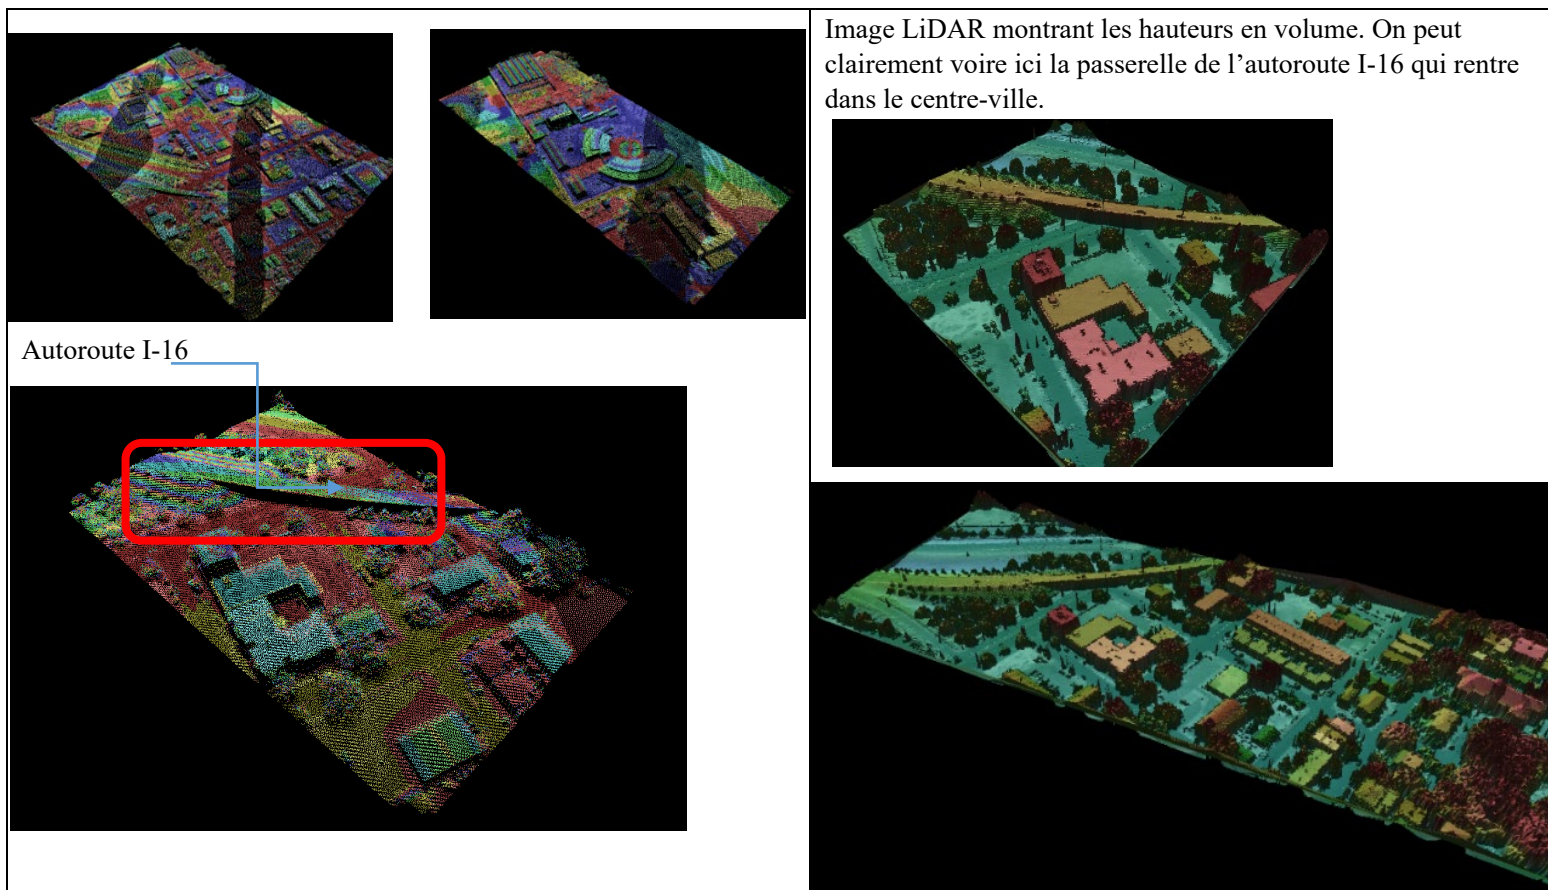 Image LiDAR montrant les hauteurs en volume. On peut
clairement voire ici la passerelle de l’autoroute I-16 qui rentre
dans le centre-ville.
Autoroute I-16